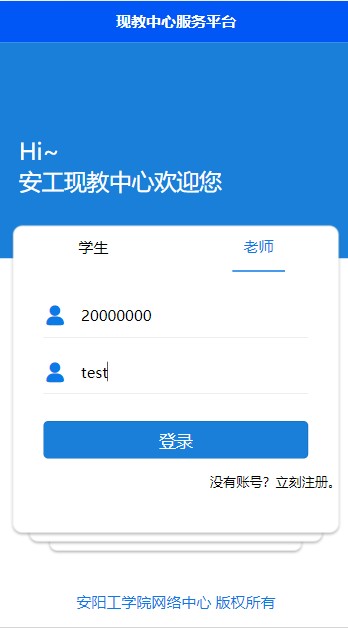 现教中心服务平台
Hi~
安工现教中心欢迎您
学生 老师
20000000
test
登录
没有账号？立刻注册。
安阳工学院网络中心 版权所有